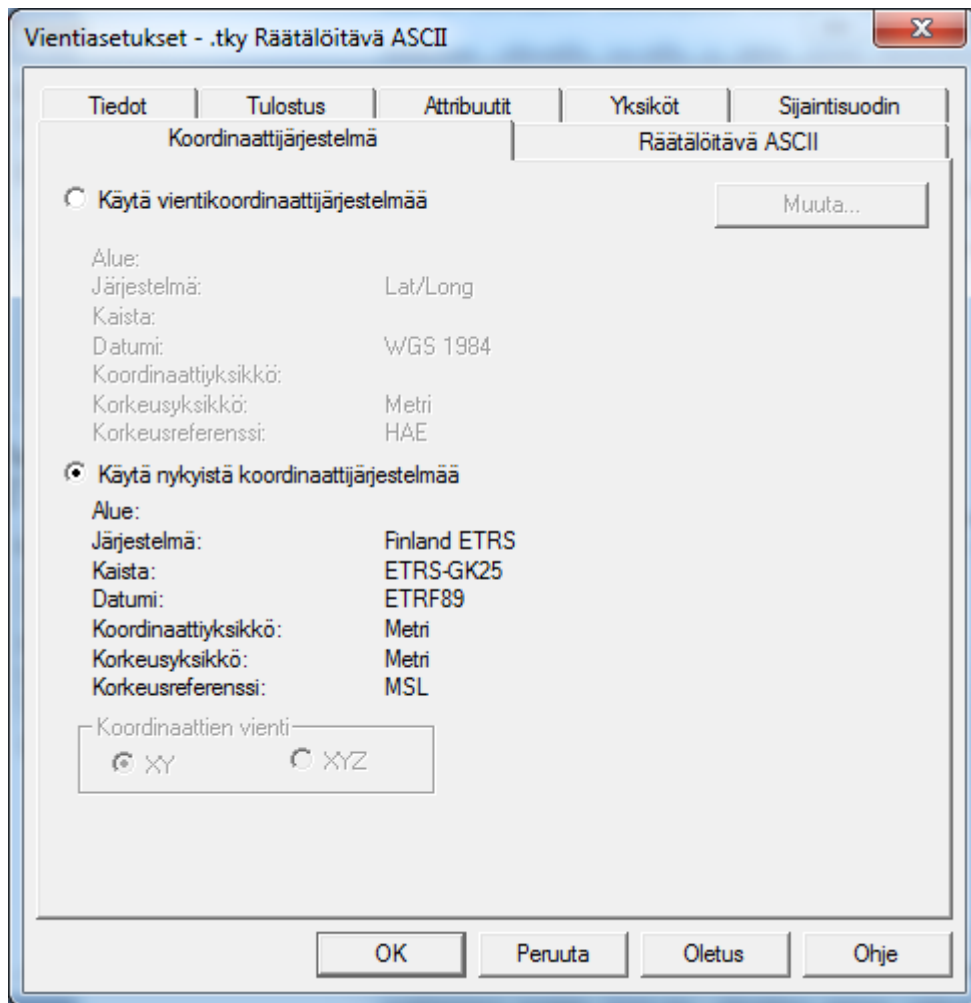 Vientiasetukset - .tky Räätälöitävä ASCII
Tiedot Tulostus Attribuutit Yksiköt Sijaintisuodin
Koordinaattijärjestelmä Räätälöitävä ASCII
Käytä vientikoordinaattijärjestelmää Muuta...
Alue:
Järjestelmä: Lat/Long
Kaista:
Datumi: WGS 1984
Koordinaattiyksikkö:
Korkeusyksikkö: Metri
Korkeusreferenssi: HAE
Käytä nykyistä koordinaattijärjestelmää
Alue:
Järjestelmä: Finland ETRS
Kaista: ETRS-GK25
Datumi: ETRF89
Koordinaattiyksikkö: Metri
Korkeusyksikkö: Metri
Korkeusreferenssi: MSL
Koordinaattien vienti
XY XYZ
OK Peruuta Oletus Ohje